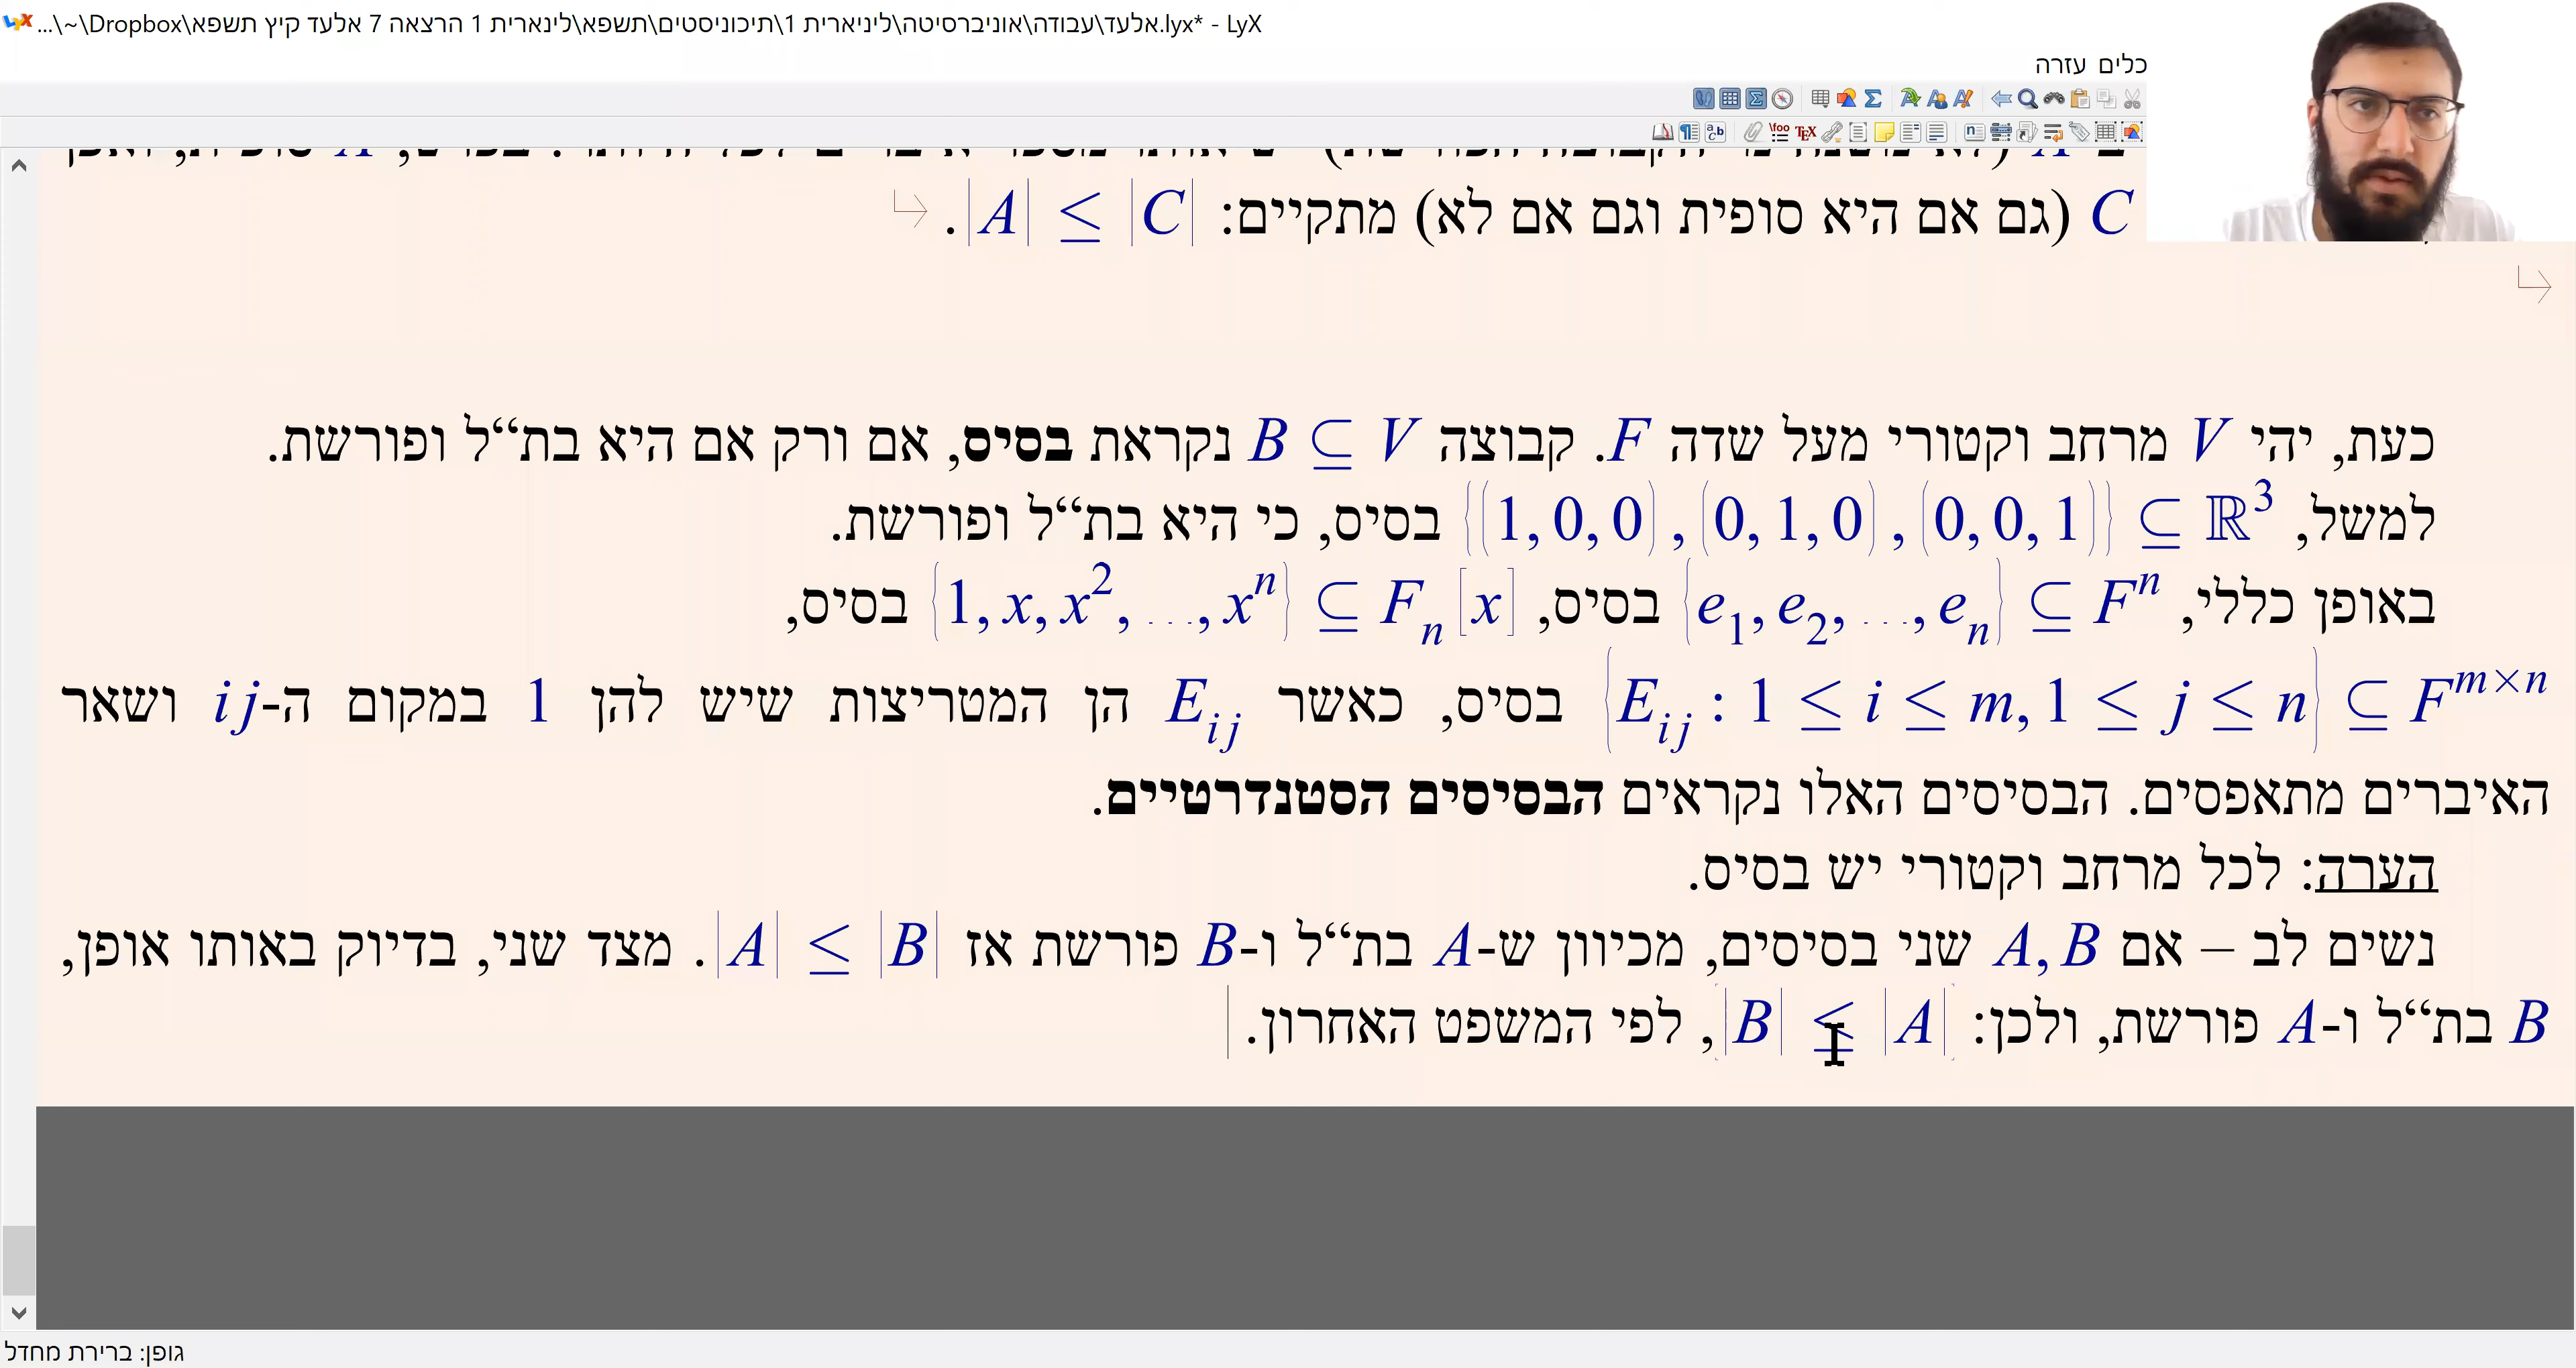 ...\~\Dropbox\אלעד\עבודה\אוניברסיטה\ליניארית 1\תיכוניסטים\תשפא\לינארית 1 הרצאה 7 אלעד קיץ תשפא.lyx* - LyX
כלים עזרה
C (גם אם היא סופית וגם אם לא) מתקיים: |A| ≤ |C|.
כעת, יהי V מרחב וקטורי מעל שדה F. קבוצה B ⊆ V נקראת בסיס, אם ורק אם היא בת“ל ופורשת.
למשל, {(1, 0, 0), (0, 1, 0), (0, 0, 1)} ⊆ ℝ³ בסיס, כי היא בת“ל ופורשת.
באופן כללי, {e₁, e₂, ..., eₙ} ⊆ Fⁿ בסיס, {1, x, x², ..., xⁿ} ⊆ Fₙ[x] בסיס,
{E_{ij} : 1 ≤ i ≤ m, 1 ≤ j ≤ n} ⊆ F^{m×n} בסיס, כאשר E_{ij} הן המטריצות שיש להן 1 במקום ה-ij ושאר
האיברים מתאפסים. הבסיסים האלו נקראים הבסיסים הסטנדרטיים.
הערה: לכל מרחב וקטורי יש בסיס.
נשים לב – אם A, B שני בסיסים, מכיוון ש-A בת“ל ו-B פורשת אז |A| ≤ |B|. מצד שני, בדיוק באותו אופן,
B בת“ל ו-A פורשת, ולכן: |B| ≤ |A|, לפי המשפט האחרון.
גופן: ברירת מחדל